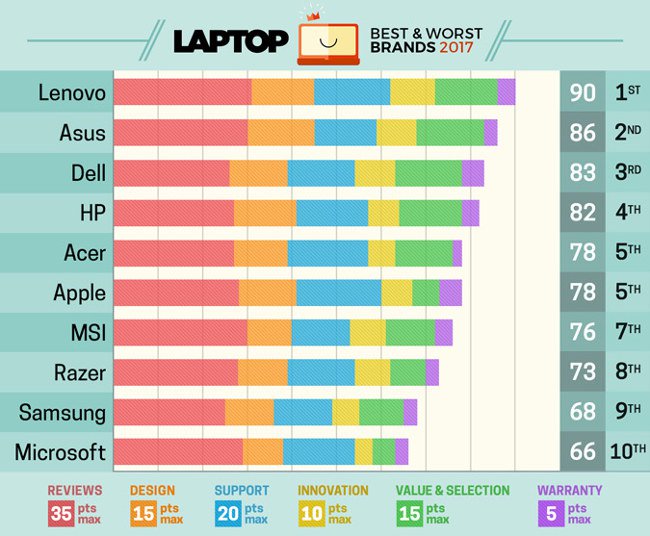 LAPTOP BEST & WORST
BRANDS 2017
Lenovo 90 1ST
Asus 86 2ND
Dell 83 3RD
HP 82 4TH
Acer 78 5TH
Apple 78 5TH
MSI 76 7TH
Razer 73 8TH
Samsung 68 9TH
Microsoft 66 10TH
REVIEWS DESIGN SUPPORT INNOVATION VALUE & SELECTION WARRANTY
35 pts max 15 pts max 20 pts max 10 pts max 15 pts max 5 pts max